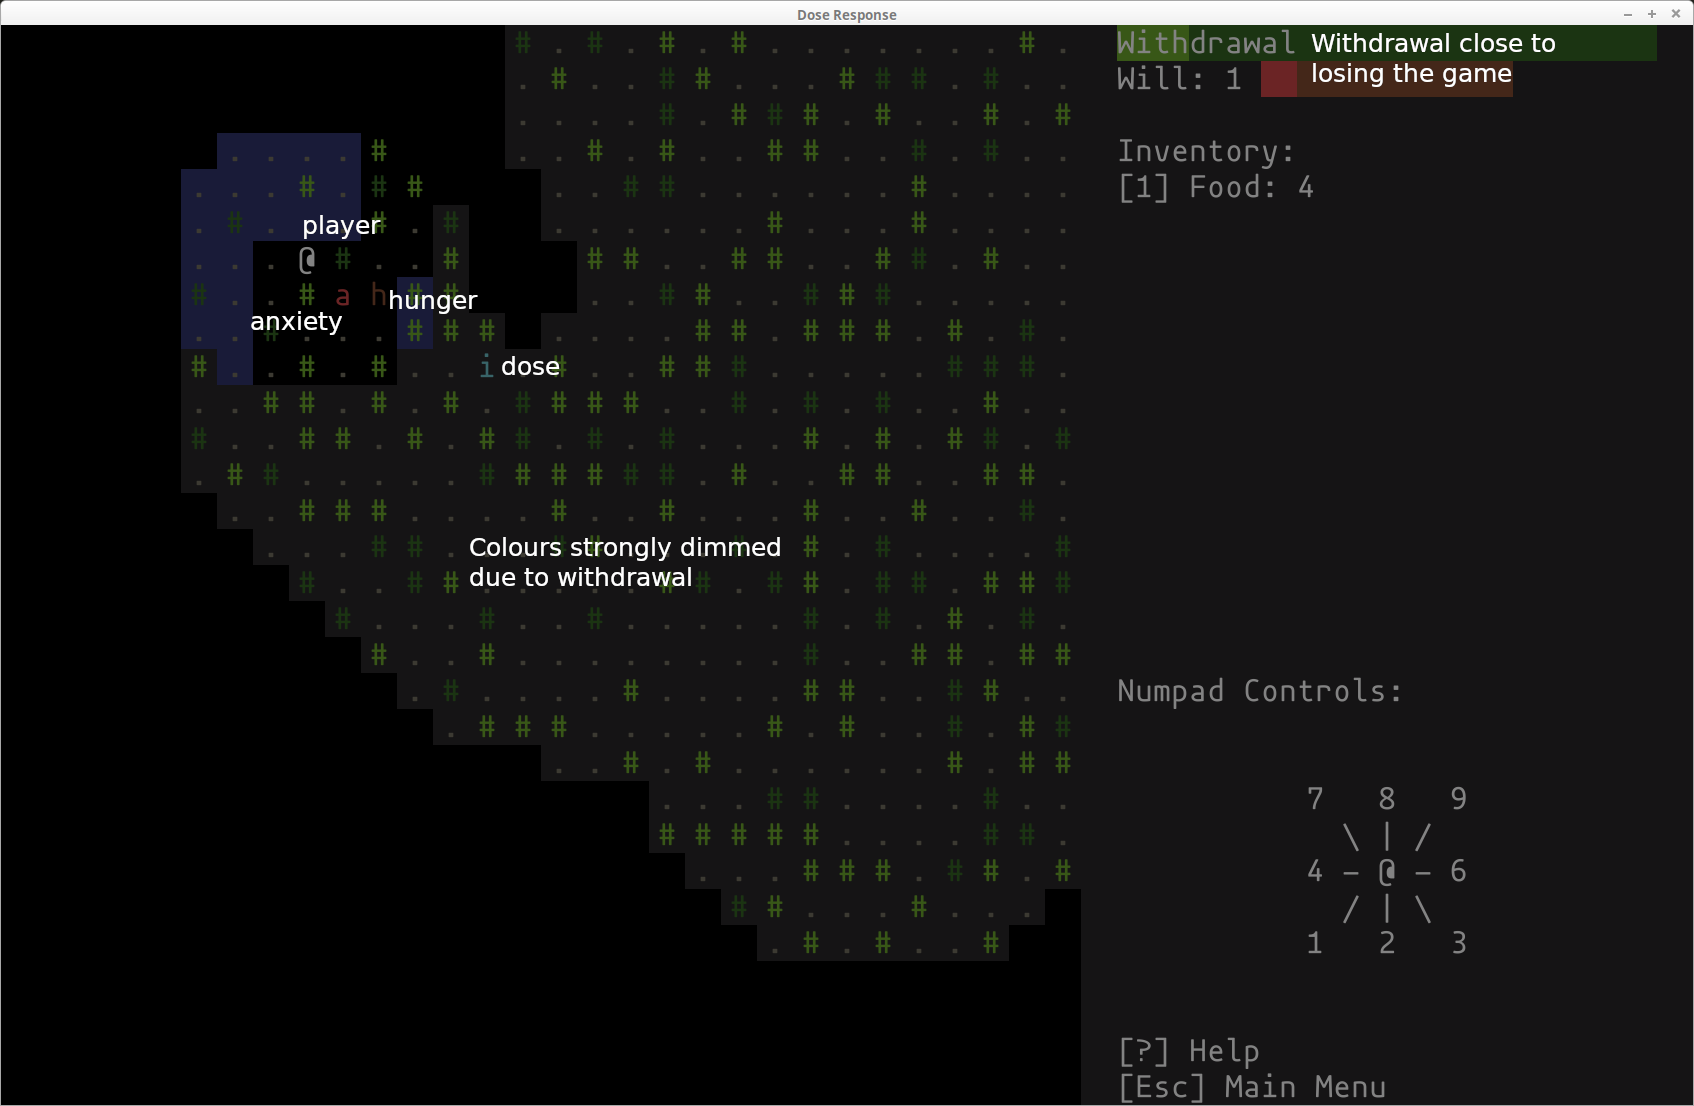 Dose Response
Withdrawal
Withdrawal close to
losing the game
Will: 1
Inventory:
[1] Food: 4
player
@
a
h
hunger
anxiety
i
dose
Colours strongly dimmed
due to withdrawal
Numpad Controls:
7 8 9
\ | /
4 – @ – 6
/ | \
1 2 3
[?] Help
[Esc] Main Menu